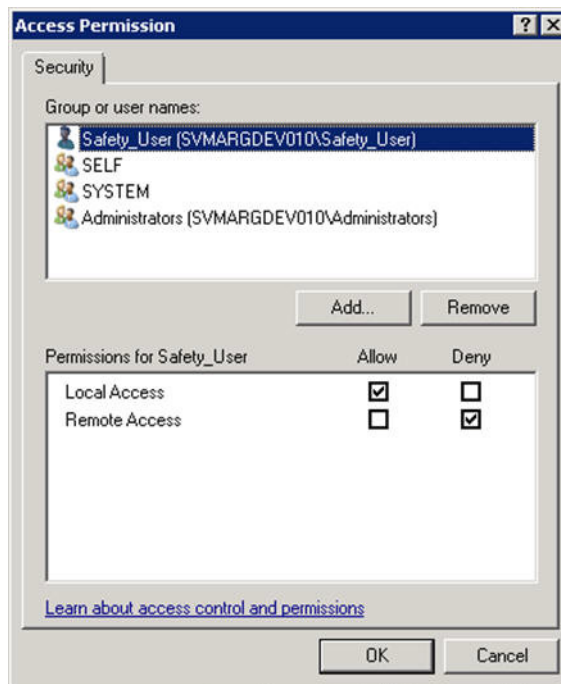 Access Permission
Security
Group or user names:
Safety_User (SVMARGDEV010\Safety_User)
SELF
SYSTEM
Administrators (SVMARGDEV010\Administrators)
Add... Remove
Permissions for Safety_User Allow Deny
Local Access
Remote Access
Learn about access control and permissions
OK Cancel